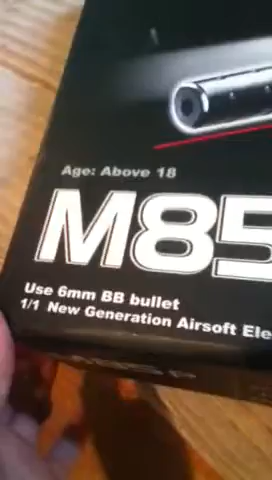 Age: Above 18
M85
Use 6mm BB bullet
1/1 New Generation Airsoft Ele